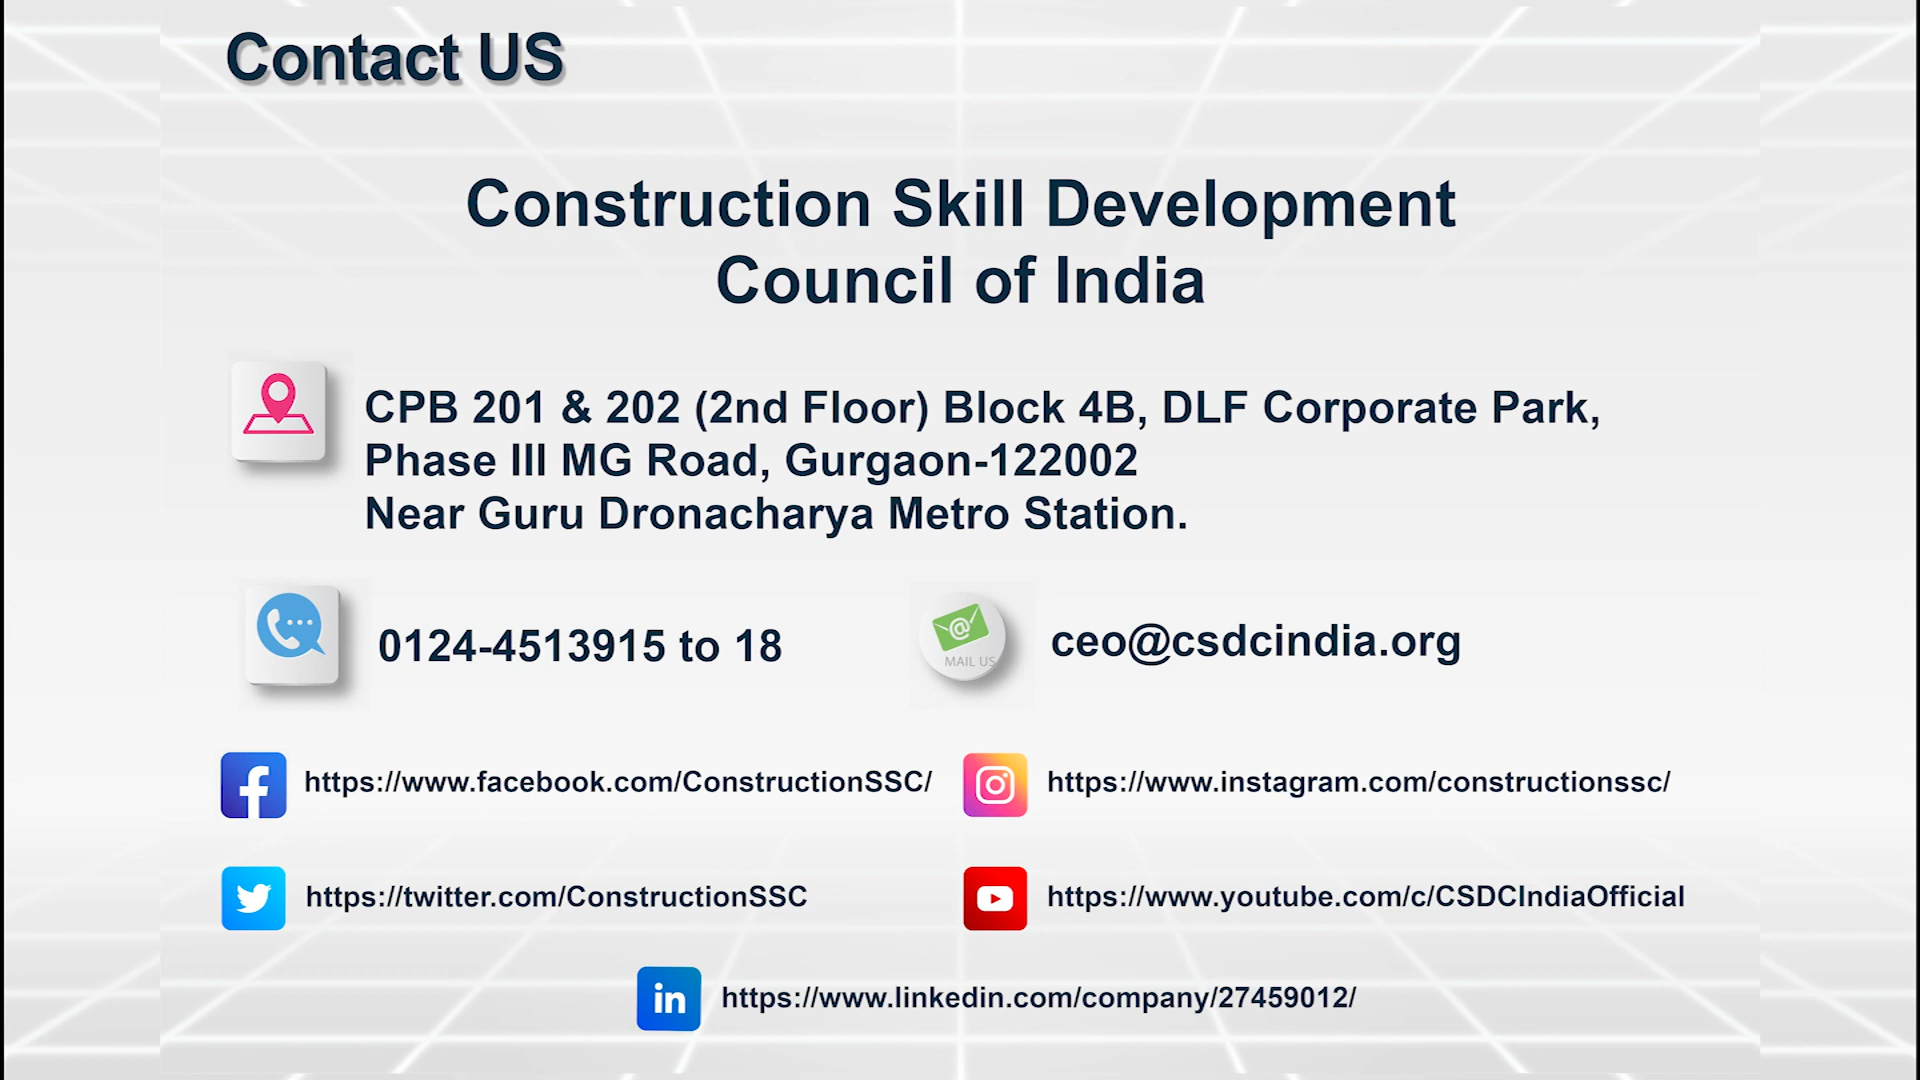 Contact US
Construction Skill Development
Council of India
CPB 201 & 202 (2nd Floor) Block 4B, DLF Corporate Park,
Phase III MG Road, Gurgaon-122002
Near Guru Dronacharya Metro Station.
0124-4513915 to 18
MAIL US
ceo@csdcindia.org
https://www.facebook.com/ConstructionSSC/
https://www.instagram.com/constructionssc/
https://twitter.com/ConstructionSSC
https://www.youtube.com/c/CSDCIndiaOfficial
https://www.linkedin.com/company/27459012/